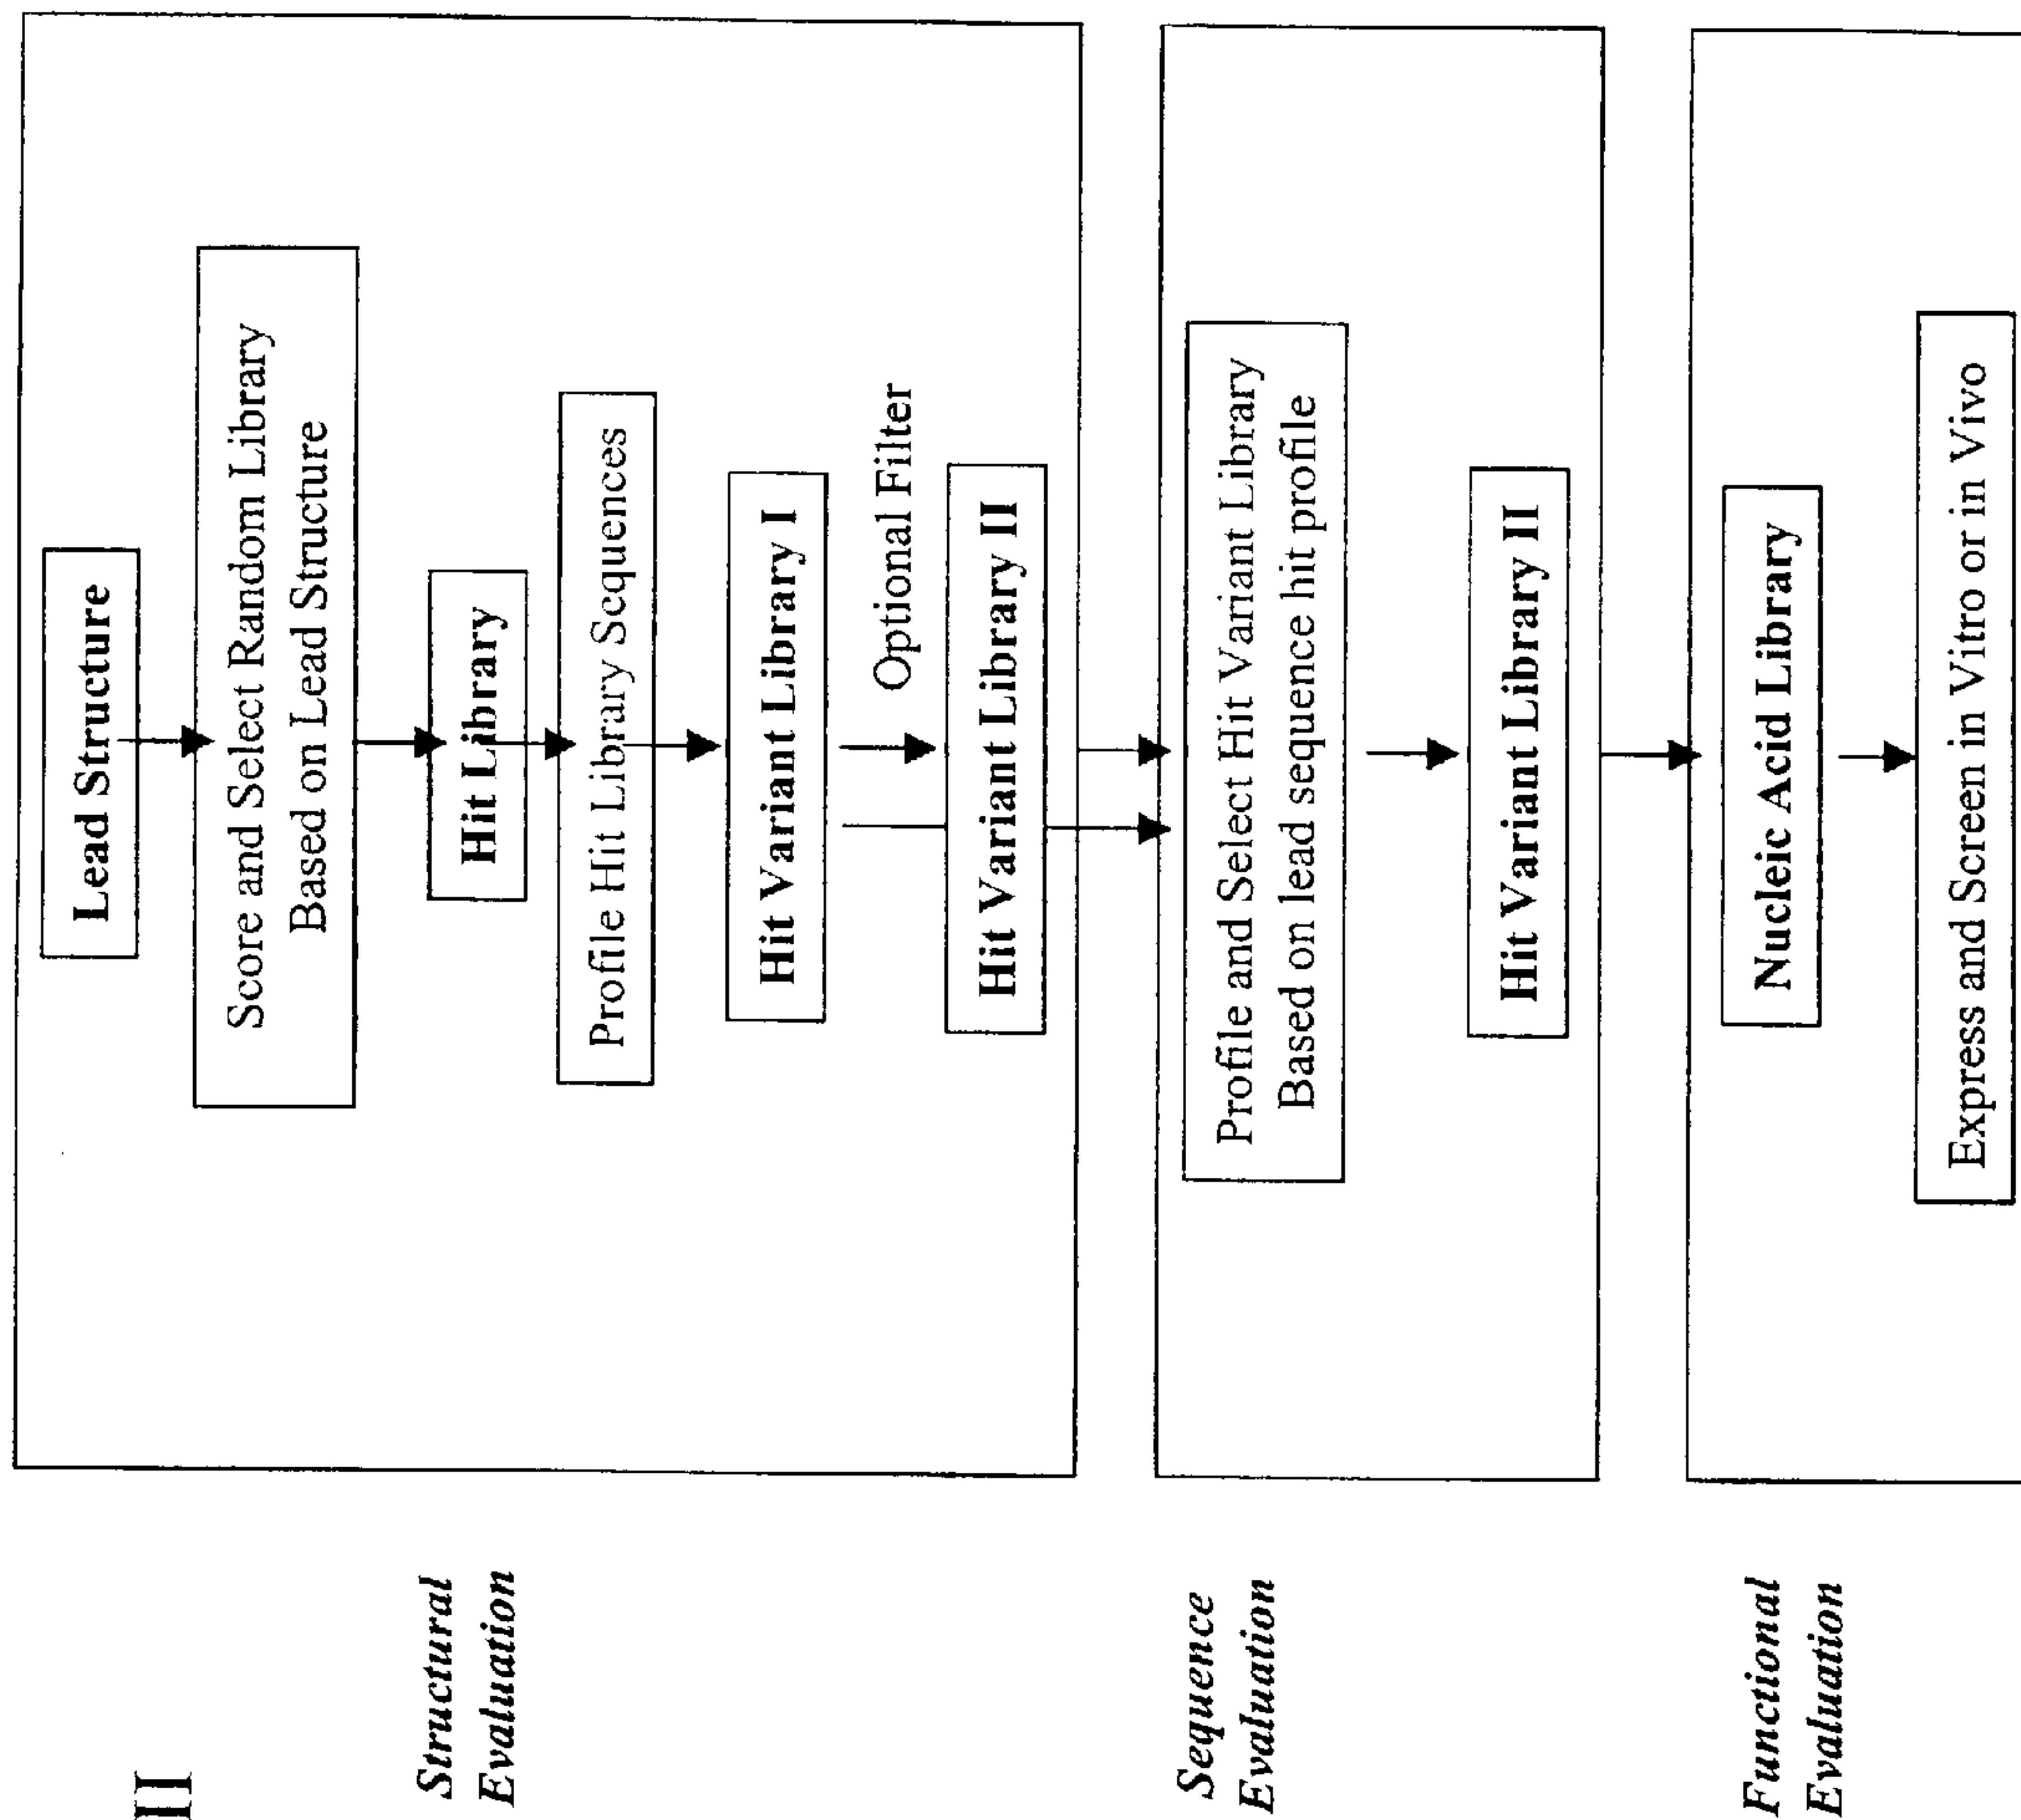 II
Structural
Evaluation
Lead Structure
Score and Select Random Library
Based on Lead Structure
Hit Library
Profile Hit Library Sequences
Hit Variant Library I
Optional Filter
Hit Variant Library II
Sequence
Evaluation
Profile and Select Hit Variant Library
Based on lead sequence hit profile
Hit Variant Library II
Functional
Evaluation
Nucleic Acid Library
Express and Screen in Vitro or in Vivo